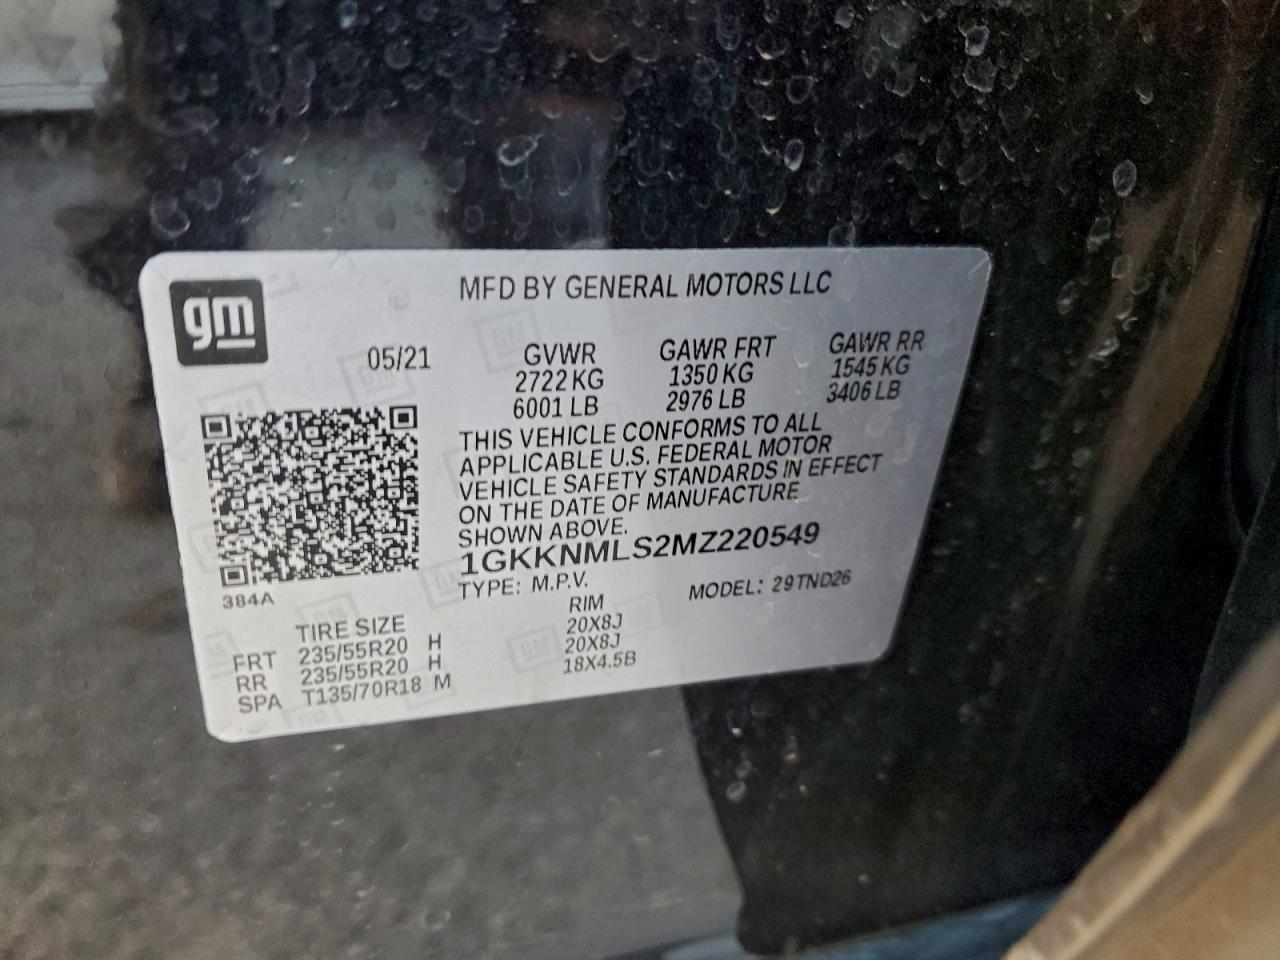 gm
MFD BY GENERAL MOTORS LLC
05/21
GVWR GAWR FRT GAWR RR
2722 KG 1350 KG 1545 KG
6001 LB 2976 LB 3406 LB
THIS VEHICLE CONFORMS TO ALL
APPLICABLE U.S. FEDERAL MOTOR
VEHICLE SAFETY STANDARDS IN EFFECT
ON THE DATE OF MANUFACTURE
SHOWN ABOVE.
1GKKNMLS2MZ220549
TYPE: M.P.V. MODEL: 29TND26
384A
TIRE SIZE RIM
FRT 235/55R20 H 20X8J
RR 235/55R20 H 20X8J
SPA T135/70R18 M 18X4.5B